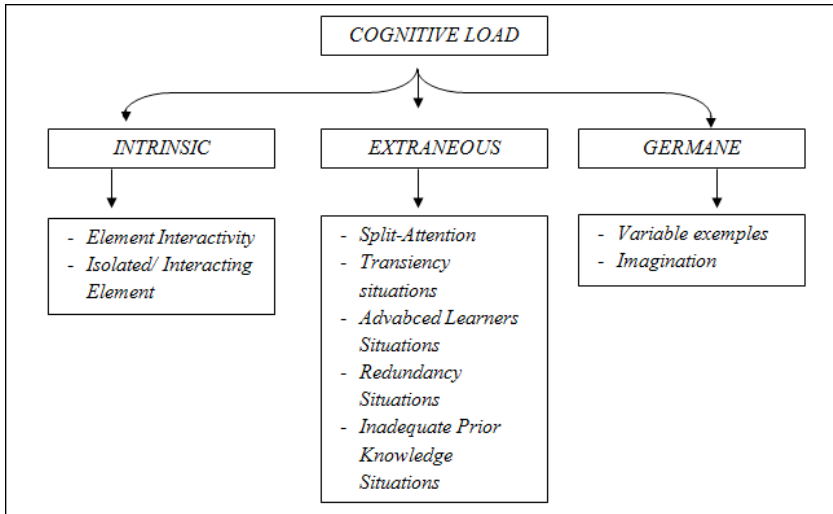 COGNITIVE LOAD
INTRINSIC
EXTRANEOUS
GERMANE
- Element Interactivity
- Isolated/ Interacting
Element
- Split-Attention
- Transiency
situations
- Advabced Learners
Situations
- Redundancy
Situations
- Inadequate Prior
Knowledge
Situations
- Variable exemples
- Imagination